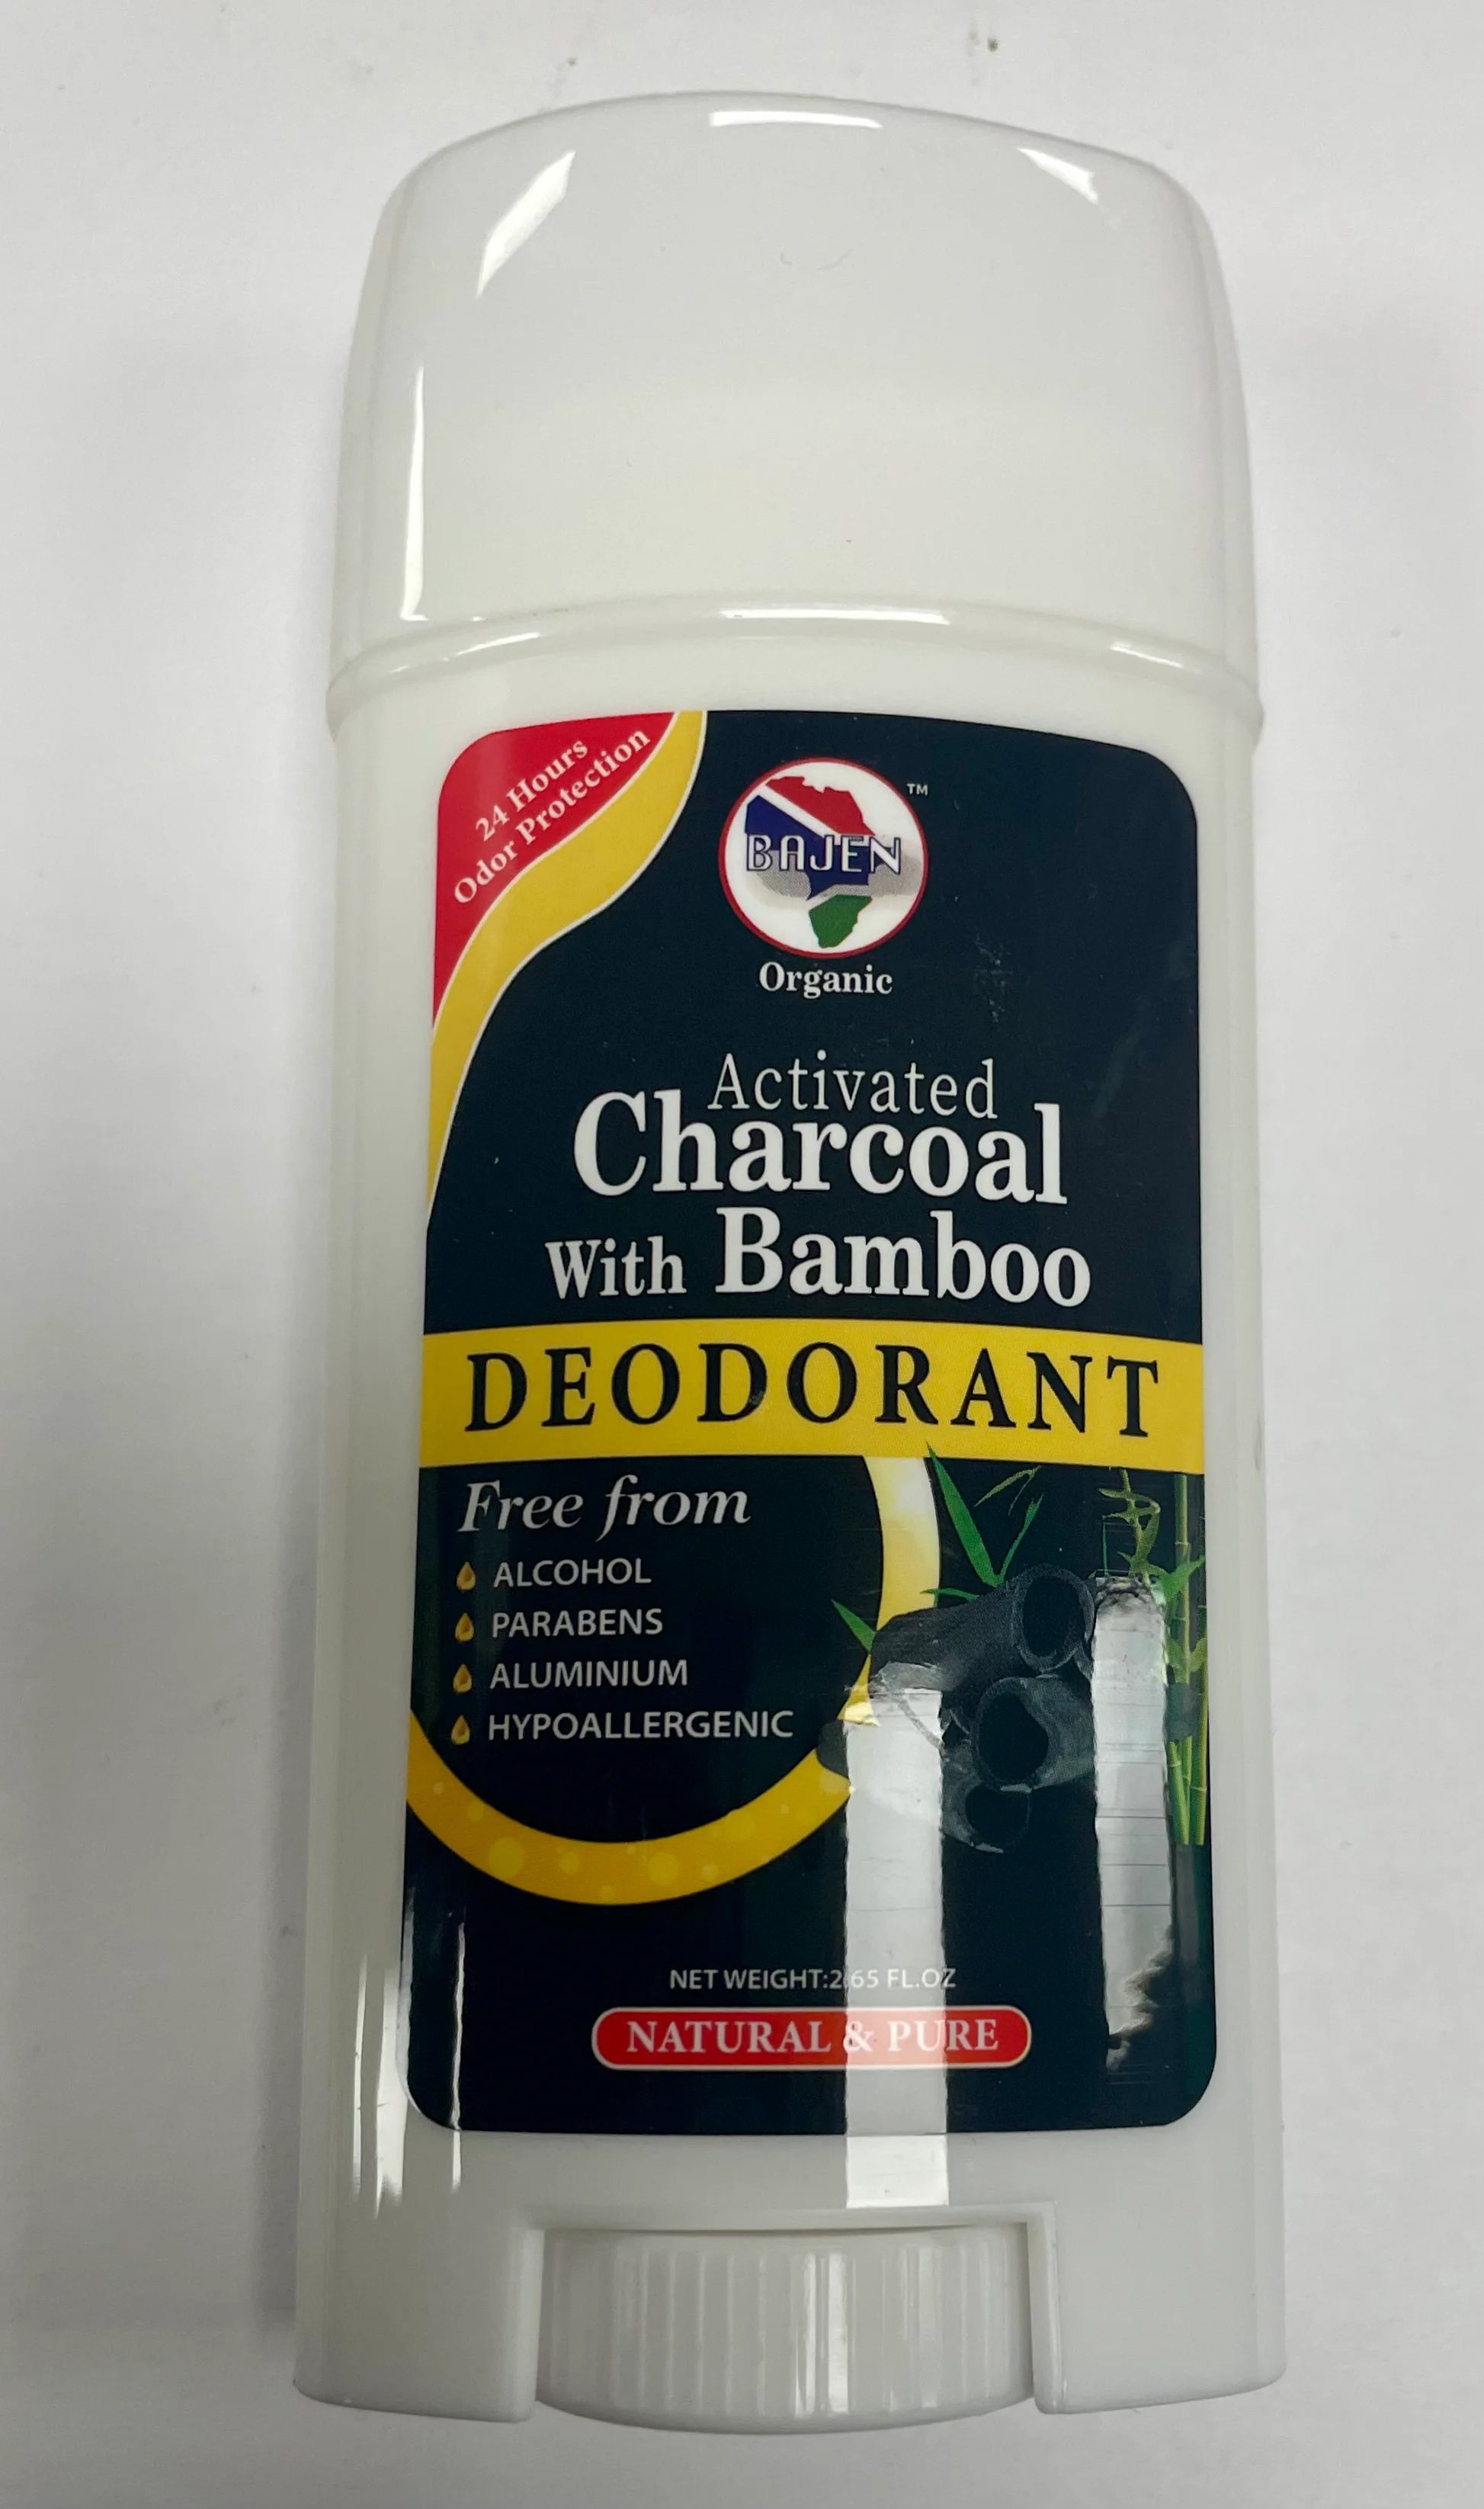 24 Hours
Odor Protection
BAJEN
TM
Organic
Activated
Charcoal
With Bamboo
DEODORANT
Free from
ALCOHOL
PARABENS
ALUMINIUM
HYPOALLERGENIC
NET WEIGHT:2.65 FL.OZ
NATURAL & PURE